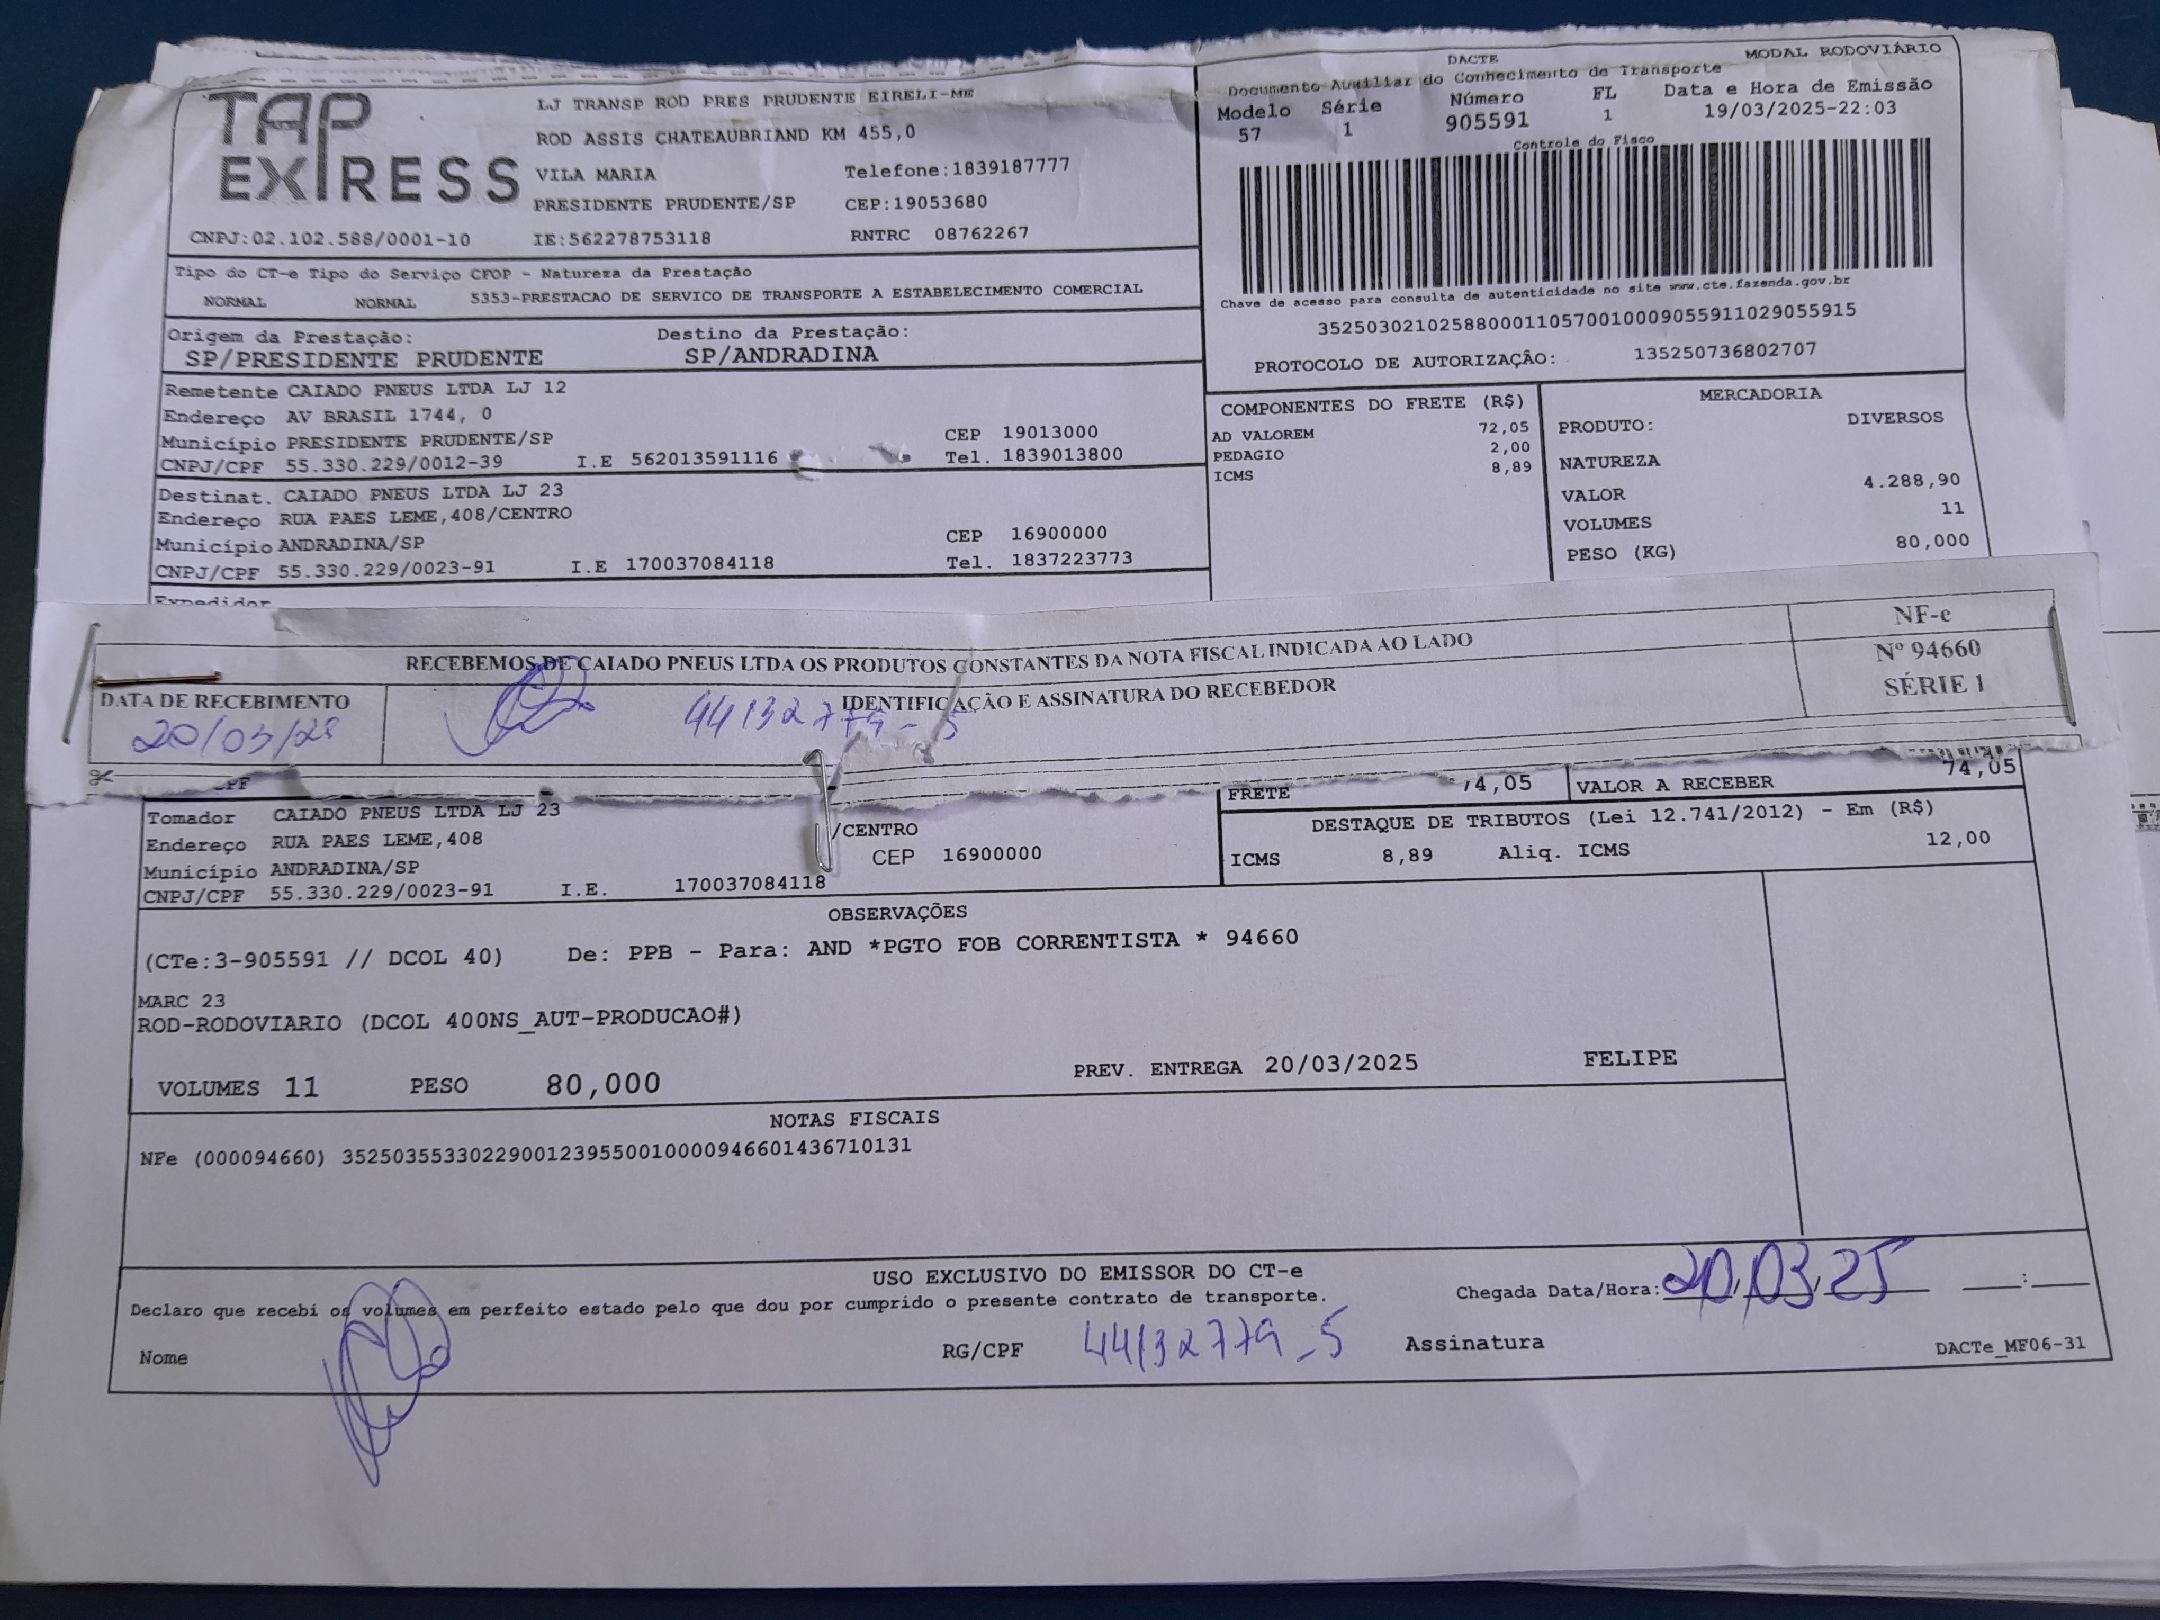 TAP EXPRESS
LJ TRANSP ROD PRES PRUDENTE EIRELI-ME
ROD ASSIS CHATEAUBRIAND KM 455,0
VILA MARIA Telefone:1839187777
PRESIDENTE PRUDENTE/SP CEP:19053680
CNPJ:02.102.588/0001-10 IE:562278753118 RNTRC 08762267
Tipo do CT-e Tipo do Serviço CFOP - Natureza da Prestação
NORMAL NORMAL 5353-PRESTACAO DE SERVICO DE TRANSPORTE A ESTABELECIMENTO COMERCIAL
Origem da Prestação: Destino da Prestação:
SP/PRESIDENTE PRUDENTE SP/ANDRADINA
Remetente CAIADO PNEUS LTDA LJ 12
Endereço AV BRASIL 1744, 0
Município PRESIDENTE PRUDENTE/SP CEP 19013000
CNPJ/CPF 55.330.229/0012-39 I.E 562013591116 Tel. 1839013800
Destinat. CAIADO PNEUS LTDA LJ 23
Endereço RUA PAES LEME,408/CENTRO
Município ANDRADINA/SP CEP 16900000
CNPJ/CPF 55.330.229/0023-91 I.E 170037084118 Tel. 1837223773
Expedidor
DACTE MODAL RODOVIÁRIO
Documento Auxiliar do Conhecimento de Transporte
Modelo Série Número FL Data e Hora de Emissão
57 1 905591 1 19/03/2025-22:03
Controle do Fisco
Chave de acesso para consulta de autenticidade no site www.cte.fazenda.gov.br
35250302102588000110570010009055911029055915
PROTOCOLO DE AUTORIZAÇÂO: 135250736802707
COMPONENTES DO FRETE (R$)
AD VALOREM 72,05
PEDAGIO 2,00
ICMS 8,89
MERCADORIA
PRODUTO: DIVERSOS
NATUREZA
VALOR 4.288,90
VOLUMES 11
PESO (KG) 80,000
RECEBEMOS DE CAIADO PNEUS LTDA OS PRODUTOS CONSTANTES DA NOTA FISCAL INDICADA AO LADO
NF-e
Nº 94660
SÉRIE 1
DATA DE RECEBIMENTO IDENTIFICAÇÃO E ASSINATURA DO RECEBEDOR
44132779-5
FRETE 74,05 VALOR A RECEBER 74,05
Tomador CAIADO PNEUS LTDA LJ 23
Endereço RUA PAES LEME,408 /CENTRO
Município ANDRADINA/SP CEP 16900000
CNPJ/CPF 55.330.229/0023-91 I.E. 170037084118
DESTAQUE DE TRIBUTOS (Lei 12.741/2012) - Em (R$)
ICMS 8,89 Aliq. ICMS 12,00
OBSERVAÇÕES
(CTe:3-905591 // DCOL 40) De: PPB - Para: AND *PGTO FOB CORRENTISTA * 94660
MARC 23
ROD-RODOVIARIO (DCOL 400NS_AUT-PRODUCAO#)
VOLUMES 11 PESO 80,000 PREV. ENTREGA 20/03/2025 FELIPE
NOTAS FISCAIS
NFe (000094660) 35250355330229001239550010000946601436710131
USO EXCLUSIVO DO EMISSOR DO CT-e
Declaro que recebi os volumes em perfeito estado pelo que dou por cumprido o presente contrato de transporte.
Chegada Data/Hora: 20/03/25 :
Nome RG/CPF 44132779-5 Assinatura
DACTe_MF06-31